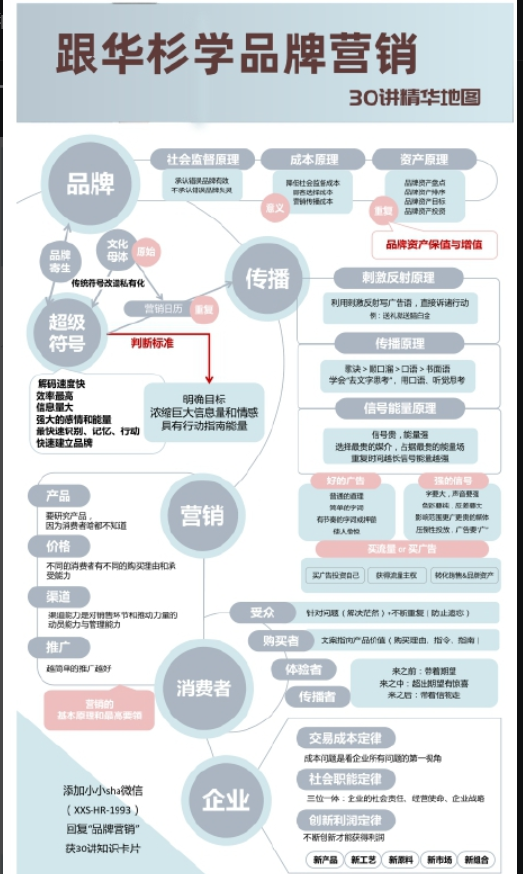 跟华杉学品牌营销
30讲精华地图
品牌
社会监督原理
承认错误品牌有效
不承认错误品牌失灵
成本原理
降低社会监督成本
顾客选择成本
营销传播成本
意义
资产原理
品牌资产盘点
品牌资产排序
品牌资产目标
品牌资产投资
重复
品牌资产保值与增值
品牌
寄生
文化
母体
原始
传统符号改造私有化
超级
符号
营销日历
重复
判断标准
解码速度快
效率最高
信息量大
强大的感情和能量
最快速识别、记忆、行动
快速建立品牌
明确目标
浓缩巨大信息量和情感
具有行动指南能量
传播
刺激反射原理
利用刺激反射写广告语，直接诉诸行动
例：送礼就送脑白金
传播原理
歌诀 > 顺口溜 > 口语 > 书面语
学会“去文字思考”，用口语、听觉思考
信号能量原理
信号贵，能量强
选择最贵的媒介，占据最贵的能量场
重复时间越长信号能量越强
好的广告
普通的道理
简单的字词
有节奏的字词或押韵
使人愉悦
强的信号
字要大，声音要强
影响范围更广更贵的媒体
压倒性投放，广告要“广”
买流量 or 买广告
买广告投资自己
获得流量主权
转化销售&品牌资产
营销
产品
要研究产品，
因为消费者啥都不知道
价格
不同的消费者有不同的购买理由和承
受能力
渠道
渠道能力是对销售环节和推动力量的
动员能力与管理能力
推广
越简单的推广越好
营销的
基本原理和最高纲领
消费者
受众
针对问题（解决茫然）+不断重复（防止遗忘）
购买者
文案指向产品价值（购买理由、指令、指南）
体验者
传播者
来之前：带着期望
来之中：超出期望有惊喜
来之后：带着信物走
企业
交易成本定律
成本问题是看企业所有问题的第一视角
社会职能定律
三位一体：企业的社会责任、经营使命、企业战略
创新利润定律
不断创新才能获得利润
新产品
新工艺
新原料
新市场
新组合
添加小小sha微信
（XXS-HR-1993）
回复“品牌营销”
获30讲知识卡片